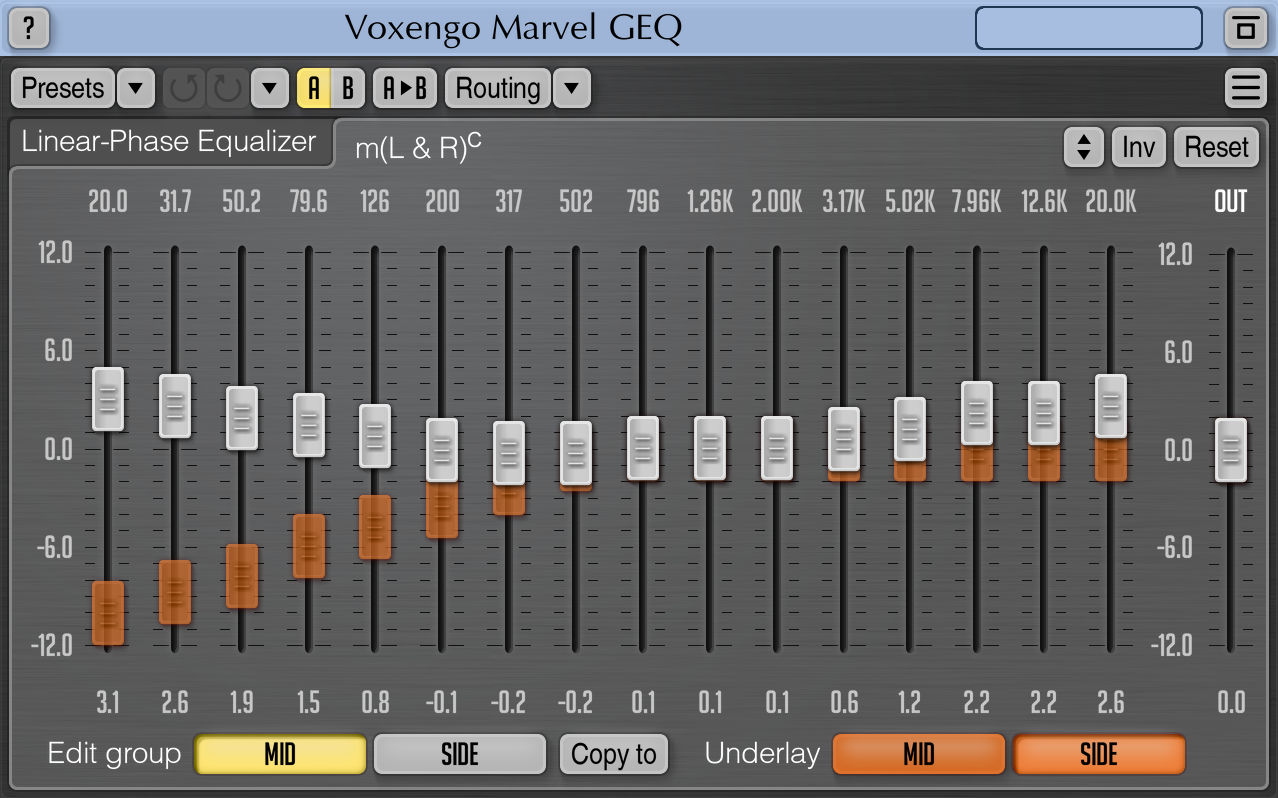 ? Voxengo Marvel GEQ
Presets A B A▶B Routing
Linear-Phase Equalizer m(L & R)ᶜ Inv Reset
20.0 31.7 50.2 79.6 126 200 317 502 796 1.26K 2.00K 3.17K 5.02K 7.96K 12.6K 20.0K OUT
12.0 12.0
6.0 6.0
0.0 0.0
-6.0 -6.0
-12.0 -12.0
3.1 2.6 1.9 1.5 0.8 -0.1 -0.2 -0.2 0.1 0.1 0.1 0.6 1.2 2.2 2.2 2.6 0.0
Edit group MID SIDE Copy to Underlay MID SIDE